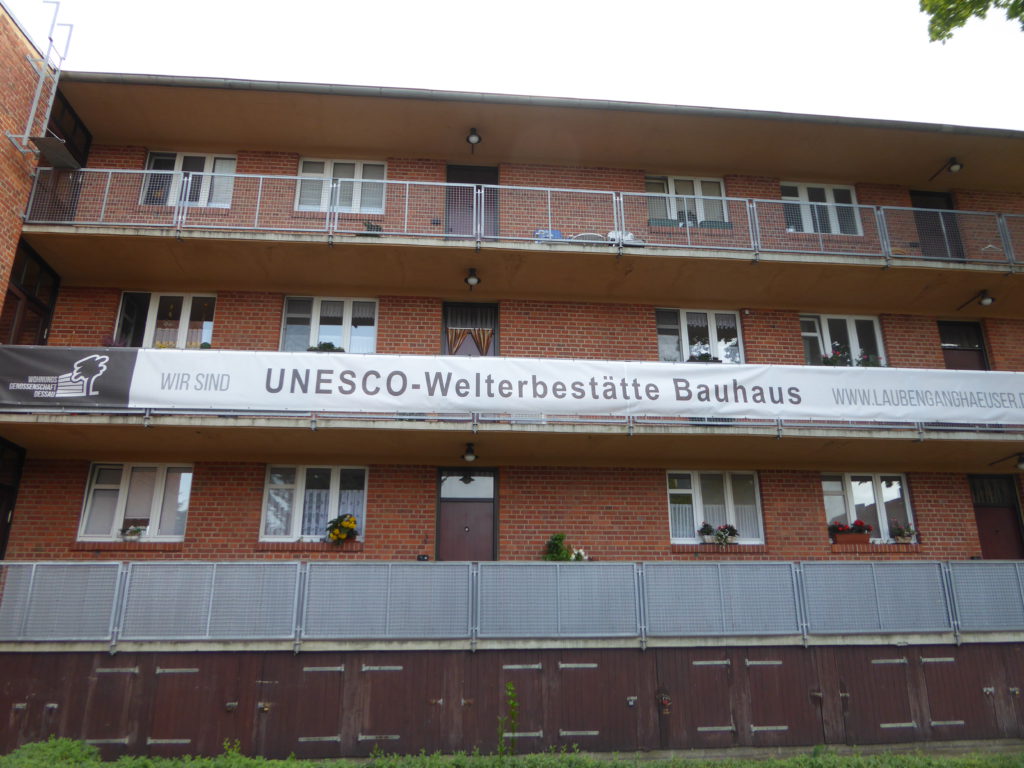 WOHNUNGS
GENOSSENSCHAFT
DESSAU
WIR SIND UNESCO-Welterbestätte Bauhaus WWW.LAUBENGANGHAEUSER.D